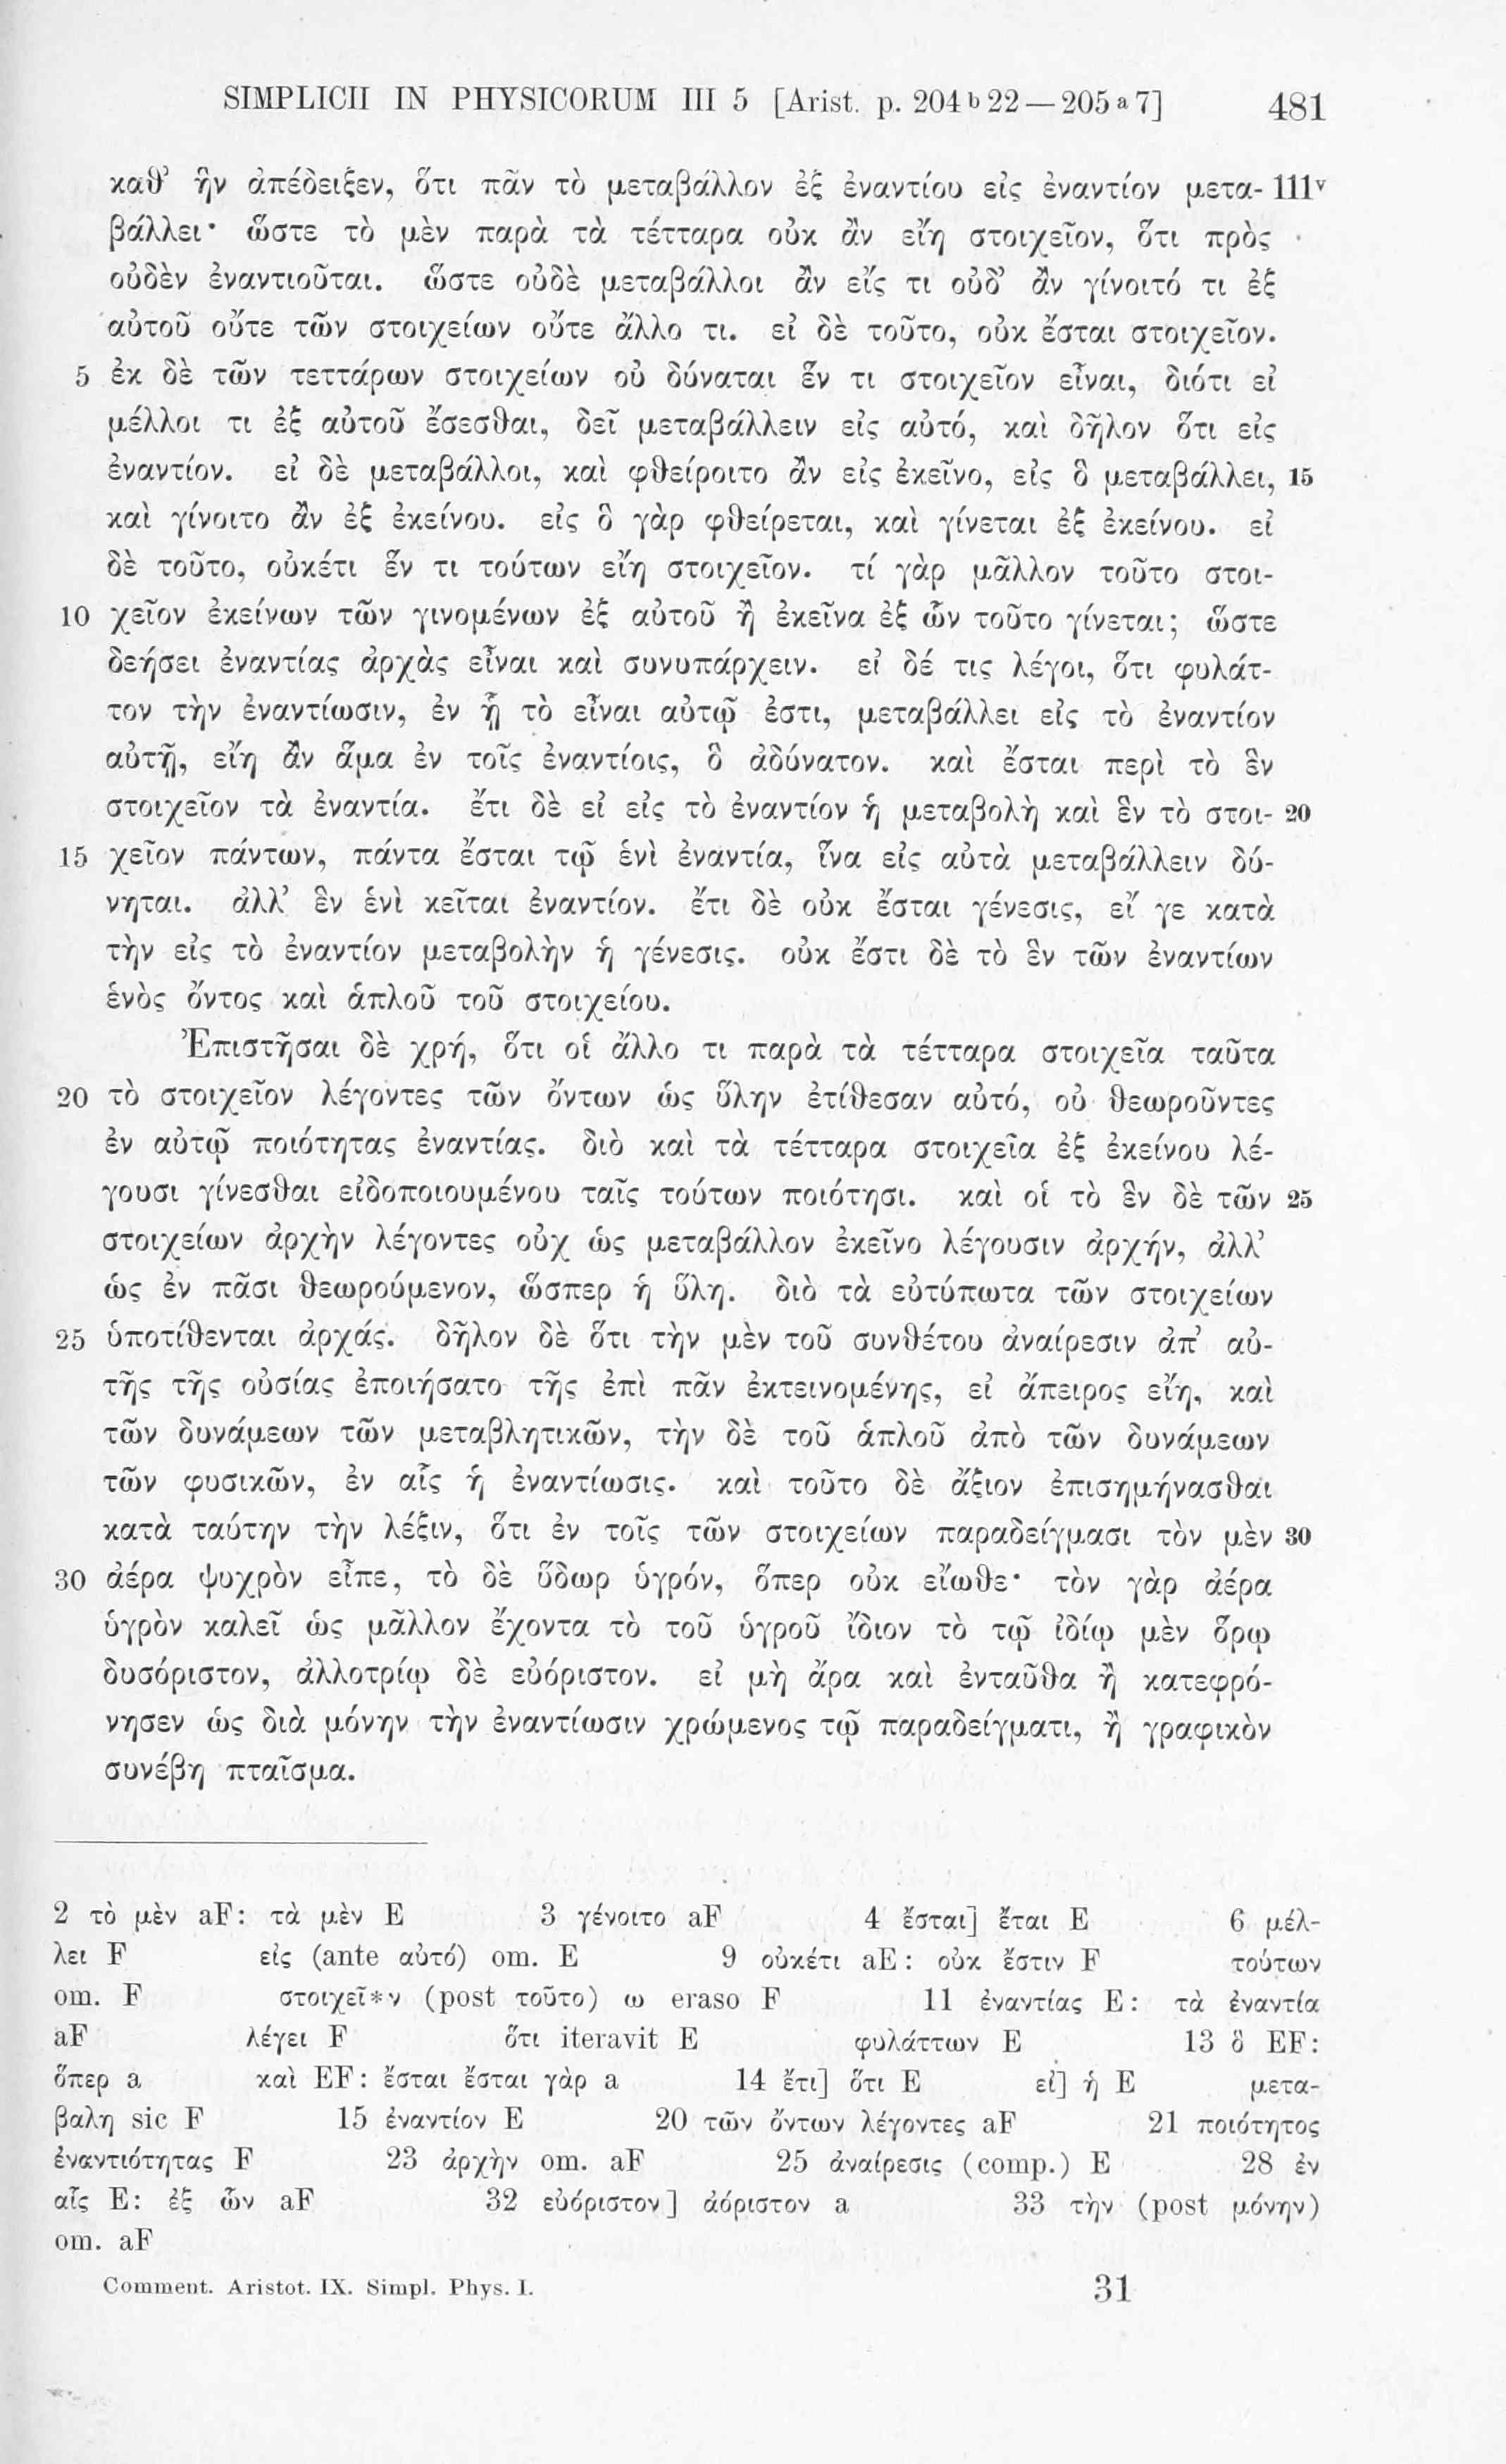 SIMPLICII IN PHYSICORUM III 5 [Arist. p. 204 b 22 — 205 a 7] 481
καθ’ ἣν ἀπέδειξεν, ὅτι πᾶν τὸ μεταβάλλον ἐξ ἐναντίου εἰς ἐναντίον μετα- 111v
βάλλει· ὥστε τὸ μὲν παρὰ τὰ τέτταρα οὐκ ἂν εἴη στοιχεῖον, ὅτι πρὸς
οὐδὲν ἐναντιοῦται. ὥστε οὐδὲ μεταβάλλοι ἂν εἴς τι οὐδ’ ἂν γίνοιτό τι ἐξ
αὐτοῦ οὔτε τῶν στοιχείων οὔτε ἄλλο τι. εἰ δὲ τοῦτο, οὐκ ἔσται στοιχεῖον.
5 ἐκ δὲ τῶν τεττάρων στοιχείων οὐ δύναται ἕν τι στοιχεῖον εἶναι, διότι εἰ
μέλλοι τι ἐξ αὐτοῦ ἔσεσθαι, δεῖ μεταβάλλειν εἰς αὐτό, καὶ δῆλον ὅτι εἰς
ἐναντίον. εἰ δὲ μεταβάλλοι, καὶ φθείροιτο ἂν εἰς ἐκεῖνο, εἰς ὃ μεταβάλλει, 15
καὶ γίνοιτο ἂν ἐξ ἐκείνου. εἰς ὃ γὰρ φθείρεται, καὶ γίνεται ἐξ ἐκείνου. εἰ
δὲ τοῦτο, οὐκέτι ἕν τι τούτων εἴη στοιχεῖον. τί γὰρ μᾶλλον τοῦτο στοι-
10 χεῖον ἐκείνων τῶν γινομένων ἐξ αὐτοῦ ἢ ἐκεῖνα ἐξ ὧν τοῦτο γίνεται; ὥστε
δεήσει ἐναντίας ἀρχὰς εἶναι καὶ συνυπάρχειν. εἰ δέ τις λέγοι, ὅτι φυλάτ-
τον τὴν ἐναντίωσιν, ἐν ᾗ τὸ εἶναι αὐτῷ ἐστι, μεταβάλλει εἰς τὸ ἐναντίον
αὐτῇ, εἴη ἂν ἅμα ἐν τοῖς ἐναντίοις, ὃ ἀδύνατον. καὶ ἔσται περὶ τὸ ἓν
στοιχεῖον τὰ ἐναντία. ἔτι δὲ εἰ εἰς τὸ ἐναντίον ἡ μεταβολὴ καὶ ἓν τὸ στοι- 20
15 χεῖον πάντων, πάντα ἔσται τῷ ἑνὶ ἐναντία, ἵνα εἰς αὐτὰ μεταβάλλειν δύ-
νηται. ἀλλ’ ἓν ἑνὶ κεῖται ἐναντίον. ἔτι δὲ οὐκ ἔσται γένεσις, εἴ γε κατὰ
τὴν εἰς τὸ ἐναντίον μεταβολὴν ἡ γένεσις. οὐκ ἔστι δὲ τὸ ἓν τῶν ἐναντίων
ἑνὸς ὄντος καὶ ἁπλοῦ τοῦ στοιχείου.
Ἐπιστῆσαι δὲ χρή, ὅτι οἱ ἄλλο τι παρὰ τὰ τέτταρα στοιχεῖα ταῦτα
20 τὸ στοιχεῖον λέγοντες τῶν ὄντων ὡς ὕλην ἐτίθεσαν αὐτό, οὐ θεωροῦντες
ἐν αὐτῷ ποιότητας ἐναντίας. διὸ καὶ τὰ τέτταρα στοιχεῖα ἐξ ἐκείνου λέ-
γουσι γίνεσθαι εἰδοποιουμένου ταῖς τούτων ποιότησι. καὶ οἱ τὸ ἓν δὲ τῶν 25
στοιχείων ἀρχὴν λέγοντες οὐχ ὡς μεταβάλλον ἐκεῖνο λέγουσιν ἀρχήν, ἀλλ’
ὡς ἐν πᾶσι θεωρούμενον, ὥσπερ ἡ ὕλη. διὸ τὰ εὐτύπωτα τῶν στοιχείων
25 ὑποτίθενται ἀρχάς. δῆλον δὲ ὅτι τὴν μὲν τοῦ συνθέτου ἀναίρεσιν ἀπ’ αὐ-
τῆς τῆς οὐσίας ἐποιήσατο τῆς ἐπὶ πᾶν ἐκτεινομένης, εἰ ἄπειρος εἴη, καὶ
τῶν δυνάμεων τῶν μεταβλητικῶν, τὴν δὲ τοῦ ἁπλοῦ ἀπὸ τῶν δυνάμεων
τῶν φυσικῶν, ἐν αἷς ἡ ἐναντίωσις. καὶ τοῦτο δὲ ἄξιον ἐπισημήνασθαι
κατὰ ταύτην τὴν λέξιν, ὅτι ἐν τοῖς τῶν στοιχείων παραδείγμασι τὸν μὲν 30
30 ἀέρα ψυχρὸν εἶπε, τὸ δὲ ὕδωρ ὑγρόν, ὅπερ οὐκ εἴωθε· τὸν γὰρ ἀέρα
ὑγρὸν καλεῖ ὡς μᾶλλον ἔχοντα τὸ τοῦ ὑγροῦ ἴδιον τὸ τῷ ἰδίῳ μὲν ὅρῳ
δυσόριστον, ἀλλοτρίῳ δὲ εὐόριστον. εἰ μὴ ἄρα καὶ ἐνταῦθα ἢ κατεφρό-
νησεν ὡς διὰ μόνην τὴν ἐναντίωσιν χρώμενος τῷ παραδείγματι, ἢ γραφικὸν
συνέβη πταῖσμα.
2 τὸ μὲν aF: τὰ μὲν E 3 γένοιτο aF 4 ἔσται] ἔται E 6 μέλ-
λει F εἰς (ante αὐτό) om. E 9 οὐκέτι aE: οὐκ ἔστιν F τούτων
om. F στοιχεῖ*ν (post τοῦτο) ω eraso F 11 ἐναντίας E: τὰ ἐναντία
aF λέγει F ὅτι iteravit E φυλάττων E 13 ὃ EF:
ὅπερ a καὶ EF: ἔσται ἔσται γὰρ a 14 ἔτι] ὅτι E εἰ] ἡ E μετα-
βαλη sic F 15 ἐναντίον E 20 τῶν ὄντων λέγοντες aF 21 ποιότητος
ἐναντιότητας F 23 ἀρχὴν om. aF 25 ἀναίρεσις (comp.) E 28 ἐν
αἷς E: ἐξ ὧν aF 32 εὐόριστον] ἀόριστον a 33 τὴν (post μόνην)
om. aF
Comment. Aristot. IX. Simpl. Phys. I. 31